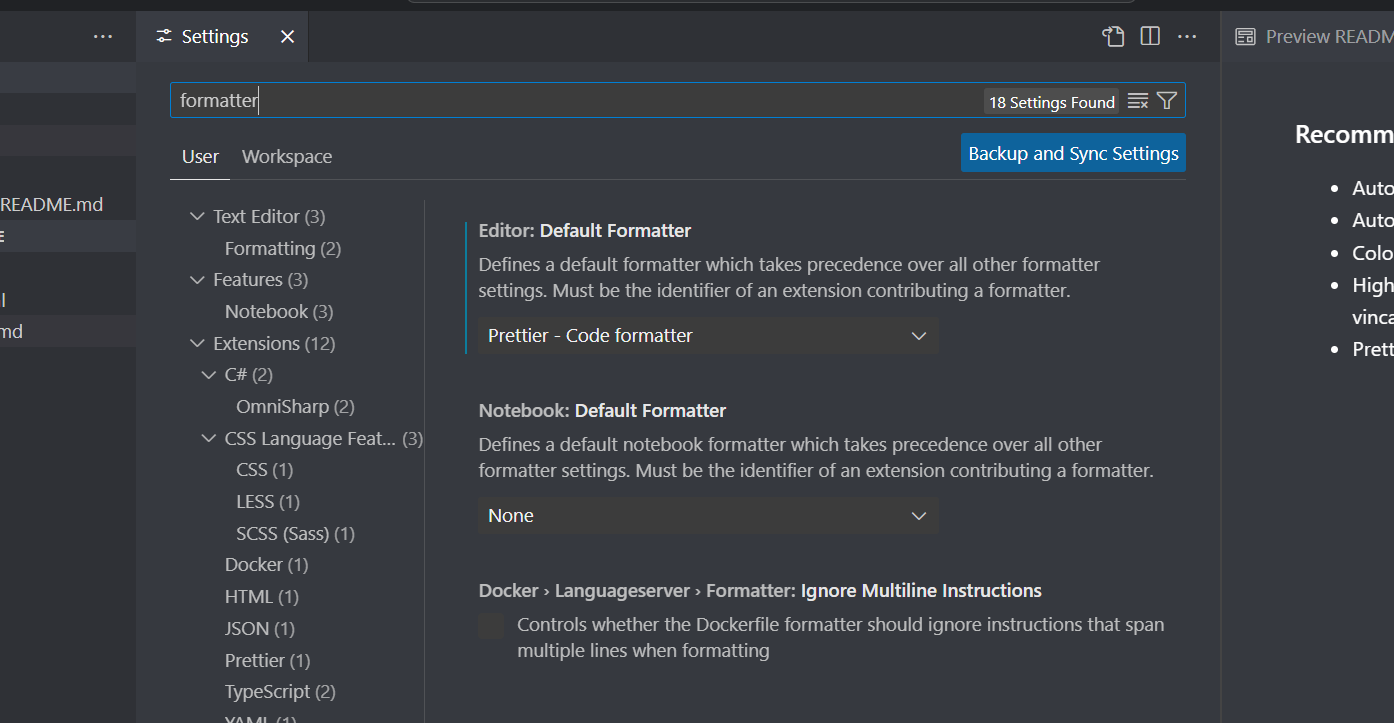 Settings
Preview READM
formatter
18 Settings Found
User
Workspace
Backup and Sync Settings
README.md
md
Text Editor (3)
Formatting (2)
Features (3)
Notebook (3)
Extensions (12)
C# (2)
OmniSharp (2)
CSS Language Feat... (3)
CSS (1)
LESS (1)
SCSS (Sass) (1)
Docker (1)
HTML (1)
JSON (1)
Prettier (1)
TypeScript (2)
YAML (1)
Editor: Default Formatter
Defines a default formatter which takes precedence over all other formatter
settings. Must be the identifier of an extension contributing a formatter.
Prettier - Code formatter
Notebook: Default Formatter
Defines a default notebook formatter which takes precedence over all other
formatter settings. Must be the identifier of an extension contributing a formatter.
None
Docker › Languageserver › Formatter: Ignore Multiline Instructions
Controls whether the Dockerfile formatter should ignore instructions that span
multiple lines when formatting
Recomm
• Auto
• Auto
• Colo
• High
vinca
• Prett